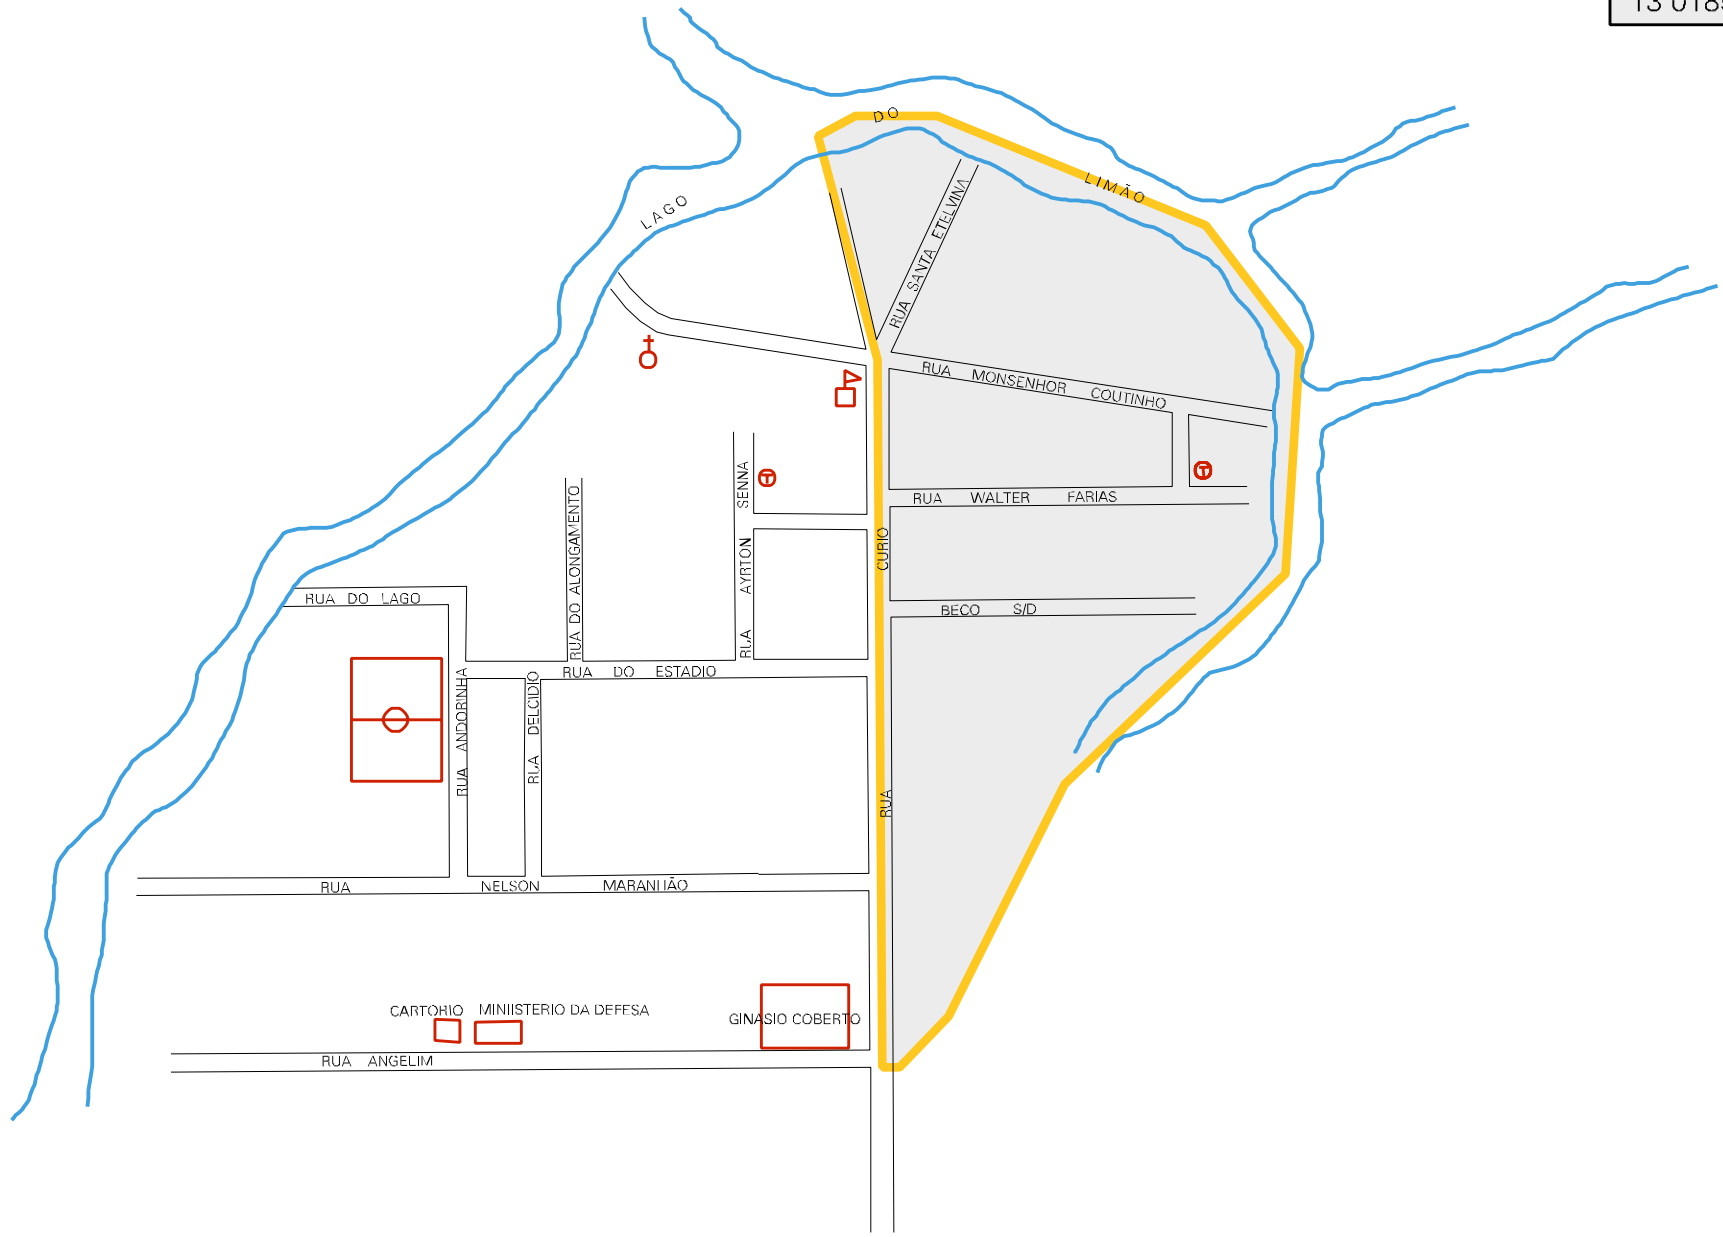 DO
LIMÃO
LAGO
RUA SANTA ETELVINA
RUA MONSENHOR COUTINHO
RUA WALTER FARIAS
RUA AYRTON SENNA
RUA DO ALONGAMENTO
RUA CURIO
BECO S/D
RUA DO LAGO
RUA DO ESTADIO
RUA ANDORINHA
RUA DELCIDIO
RUA NELSON MARANHÃO
CARTORIO
MINIISTERIO DA DEFESA
GINASIO COBERTO
RUA ANGELIM